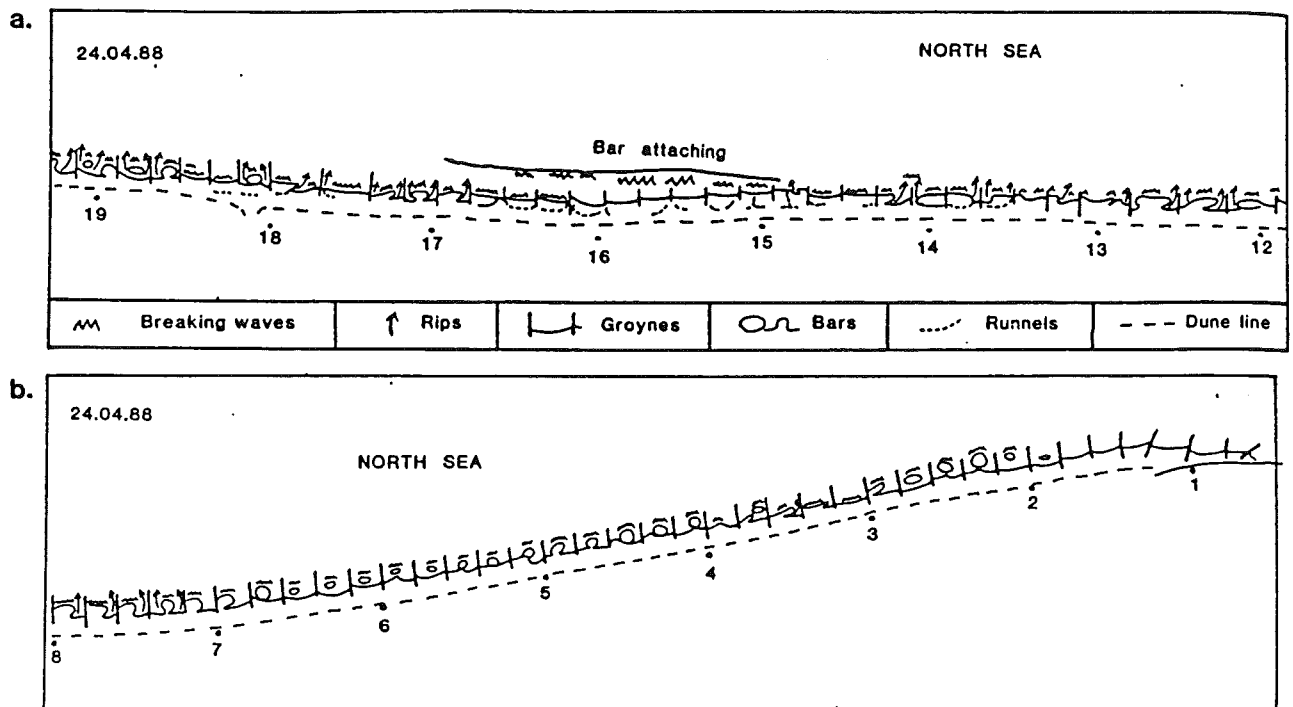 a.
24.04.88
NORTH SEA
Bar attaching
19
18
17
16
15
14
13
12
Breaking waves
Rips
Groynes
Bars
Runnels
Dune line
b.
24.04.88
NORTH SEA
8
7
6
5
4
3
2
1